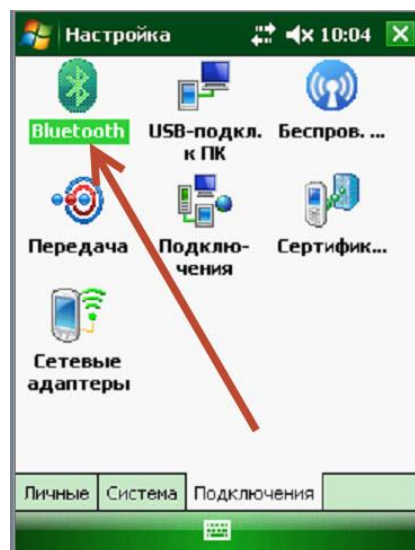 Настройка 10:04
Bluetooth USB-подкл. Беспров. ...
к ПК
Передача Подклю- Сертифик...
чения
Сетевые
адаптеры
Личные Система Подключения